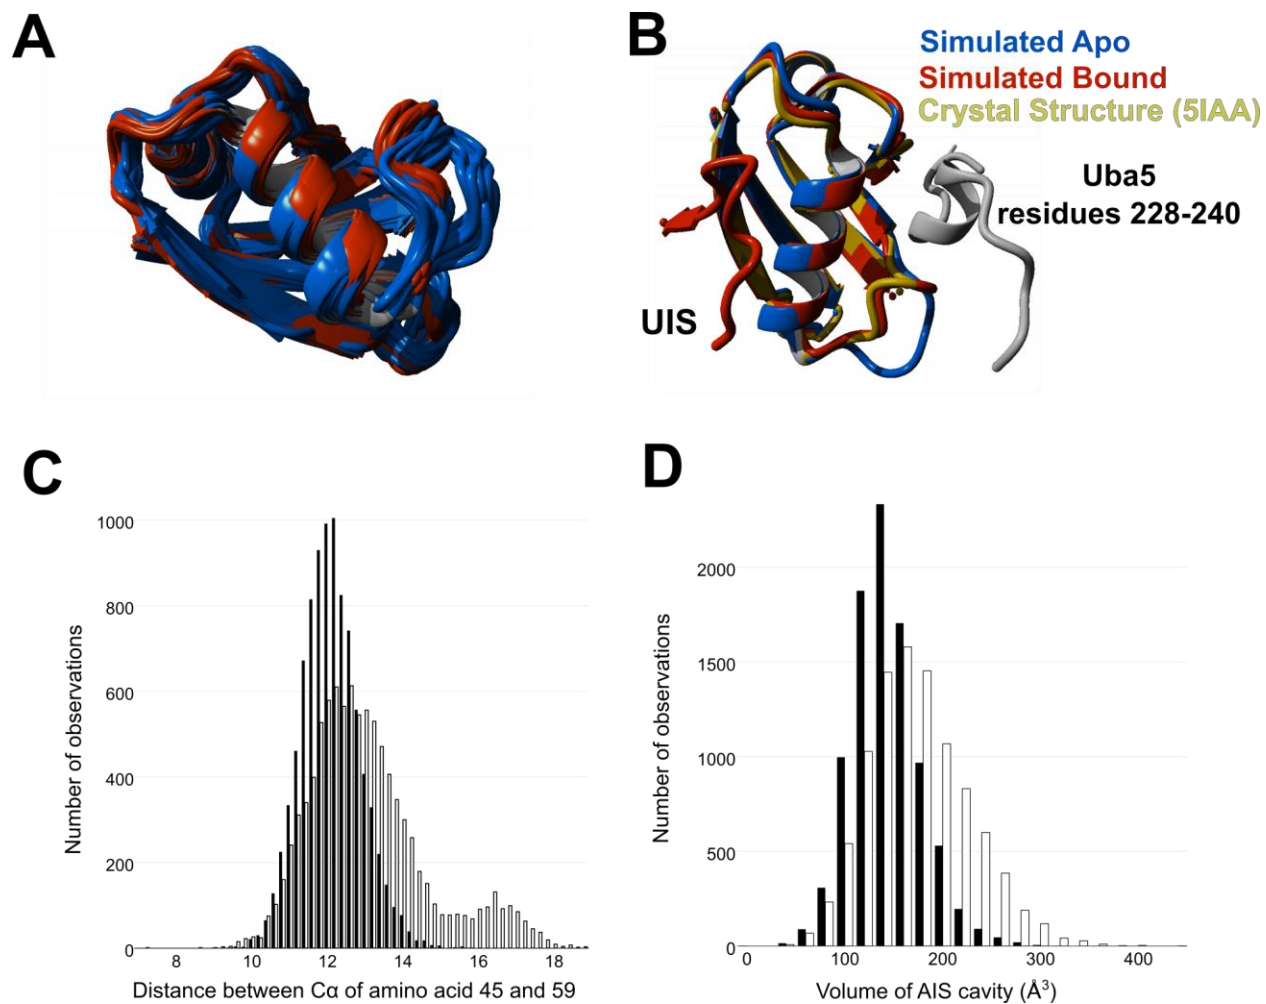 A
B
Simulated Apo
Simulated Bound
Crystal Structure (5IAA)
Uba5
residues 228-240
UIS
C
D
Number of observations
1000
800
600
400
200
0
8
10
12
14
16
18
Distance between Cα of amino acid 45 and 59
Number of observations
2000
1500
1000
500
0
0
100
200
300
400
Volume of AIS cavity (Å³)